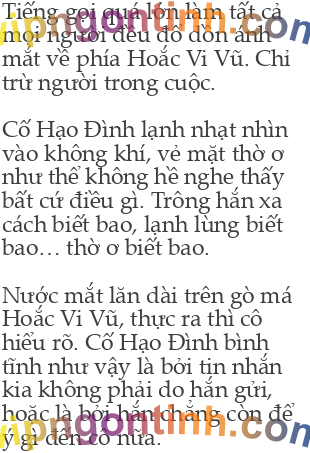 Tiếng gọi quá lớn làm tất cả
mọi người đều đổ dồn ánh
mắt về phía Hoắc Vi Vũ. Chỉ
trừ người trong cuộc.
Cố Hạo Đình lạnh nhạt nhìn
vào không khí, vẻ mặt thờ ơ
như thể không hề nghe thấy
bất cứ điều gì. Trông hắn xa
cách biết bao, lạnh lùng biết
bao… thờ ơ biết bao.
Nước mắt lăn dài trên gò má
Hoắc Vi Vũ, thực ra thì cô
hiểu rõ. Cố Hạo Đình bình
tĩnh như vậy là bởi tin nhắn
kia không phải do hắn gửi,
hoặc là bởi hắn chẳng còn để
ý gì đến cô nữa.
vipngontinh.com
vipngontinh.com